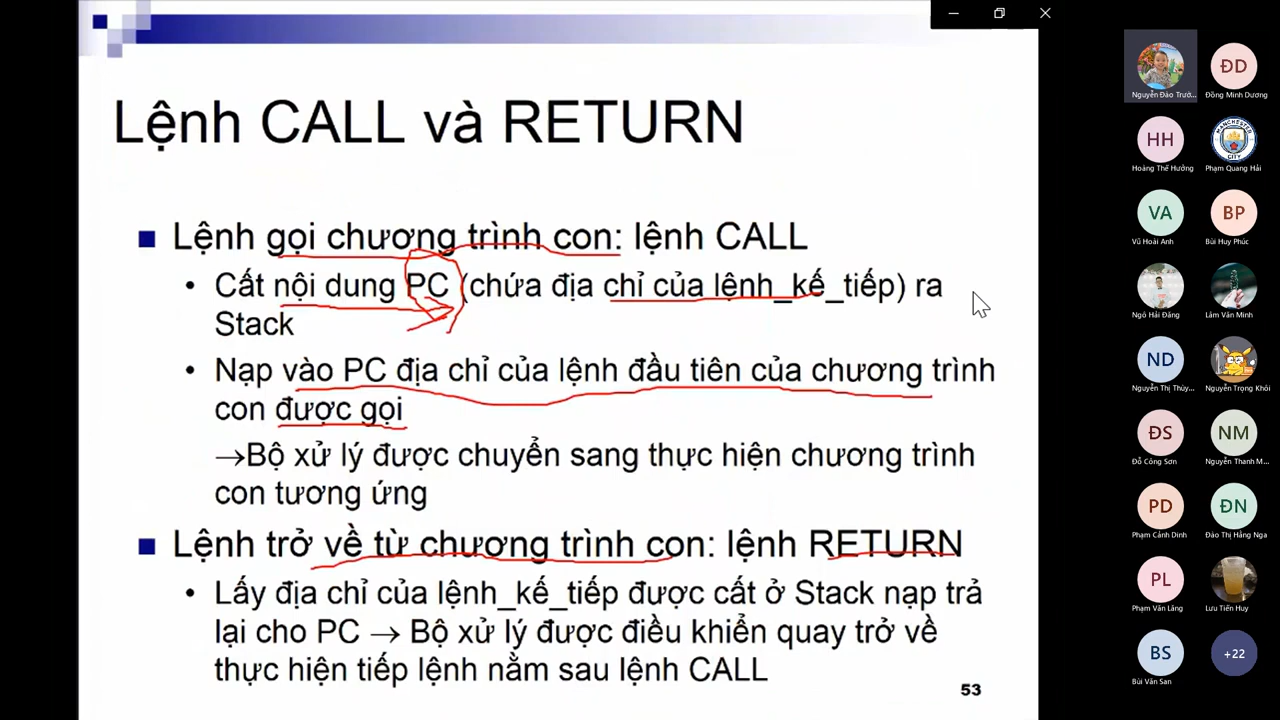 Lệnh CALL và RETURN
Lệnh gọi chương trình con: lệnh CALL
• Cất nội dung PC (chứa địa chỉ của lệnh_kế_tiếp) ra
Stack
• Nạp vào PC địa chỉ của lệnh đầu tiên của chương trình
con được gọi
→Bộ xử lý được chuyển sang thực hiện chương trình
con tương ứng
Lệnh trở về từ chương trình con: lệnh RETURN
• Lấy địa chỉ của lệnh_kế_tiếp được cất ở Stack nạp trả
lại cho PC → Bộ xử lý được điều khiển quay trở về
thực hiện tiếp lệnh nằm sau lệnh CALL
53
Nguyễn Đào Trườ...
ĐD
Đồng Minh Dương
HH
Hoàng Thế Hưởng
MANCHESTER
CITY
Phạm Quang Hải
VA
Vũ Hoài Anh
BP
Bùi Huy Phúc
Ngô Hải Đăng
Lâm Văn Minh
ND
Nguyễn Thị Thùy...
Nguyễn Trọng Khôi
ĐS
Đỗ Công Sơn
NM
Nguyễn Thanh M...
PD
Phạm Cảnh Dinh
ĐN
Đào Thị Hằng Nga
PL
Phạm Văn Lăng
Lưu Tiến Huy
BS
Bùi Văn San
+22